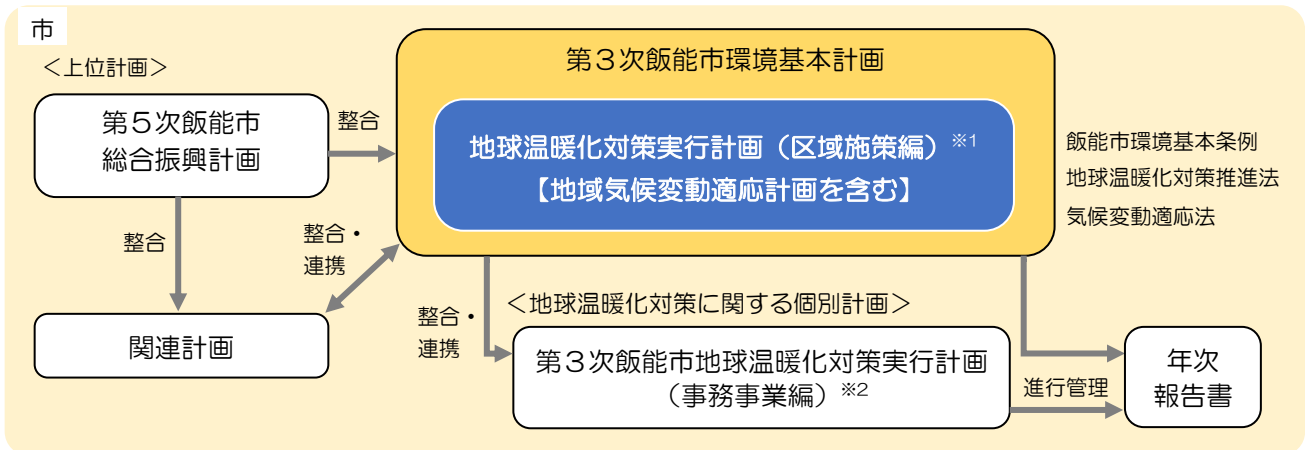 市
＜上位計画＞
第５次飯能市
総合振興計画
整合
整合
関連計画
整合・
連携
第３次飯能市環境基本計画
地球温暖化対策実行計画（区域施策編）※1
【地域気候変動適応計画を含む】
飯能市環境基本条例
地球温暖化対策推進法
気候変動適応法
整合・
連携
＜地球温暖化対策に関する個別計画＞
第３次飯能市地球温暖化対策実行計画
（事務事業編）※2
進行管理
年次
報告書